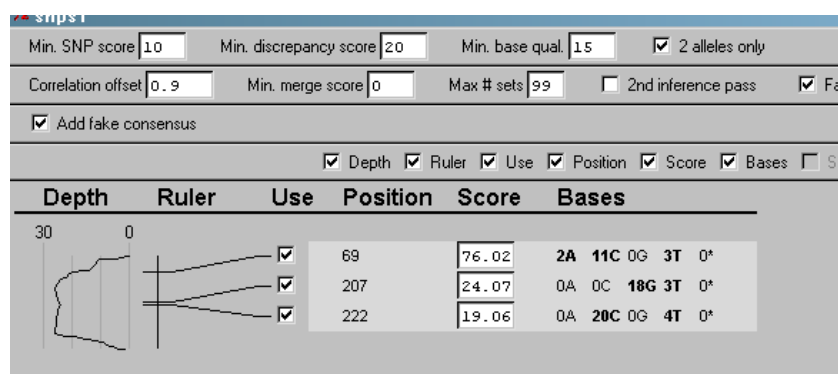 snps1
Min. SNP score 10 Min. discrepancy score 20 Min. base qual. 15 2 alleles only
Correlation offset 0.9 Min. merge score 0 Max # sets 99 2nd inference pass Fa
Add fake consensus
Depth Ruler Use Position Score Bases S
Depth Ruler Use Position Score Bases
30 0
69 76.02 2A 11C 0G 3T 0*
207 24.07 0A 0C 18G 3T 0*
222 19.06 0A 20C 0G 4T 0*